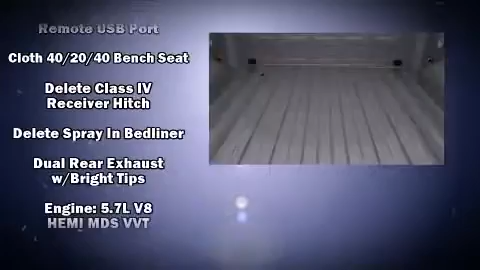 Remote USB Port
Cloth 40/20/40 Bench Seat
Delete Class IV
Receiver Hitch
Delete Spray In Bedliner
Dual Rear Exhaust
w/Bright Tips
Engine: 5.7L V8
HEMI MDS VVT